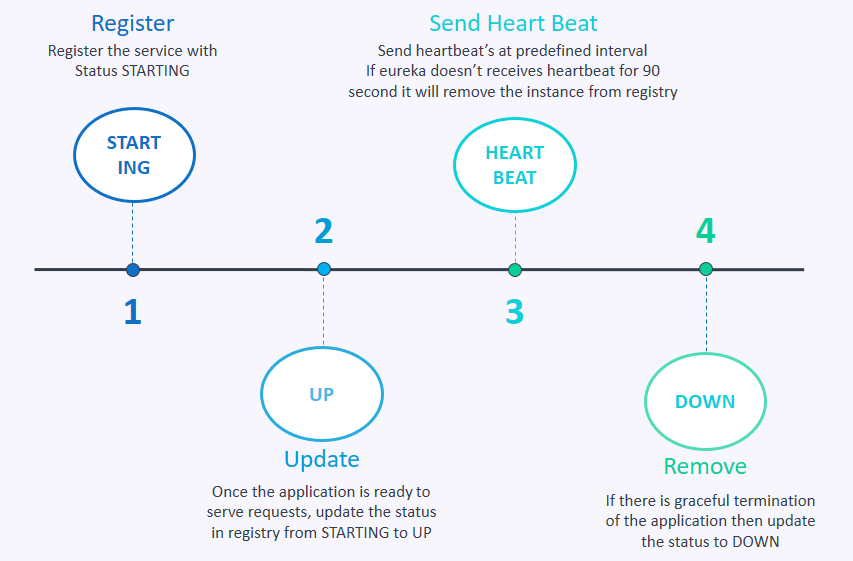 Register
Register the service with
Status STARTING
START
ING
1
2
UP
Update
Once the application is ready to
serve requests, update the status
in registry from STARTING to UP
Send Heart Beat
Send heartbeat’s at predefined interval
If eureka doesn’t receives heartbeat for 90
second it will remove the instance from registry
HEART
BEAT
3
4
DOWN
Remove
If there is graceful termination
of the application then update
the status to DOWN